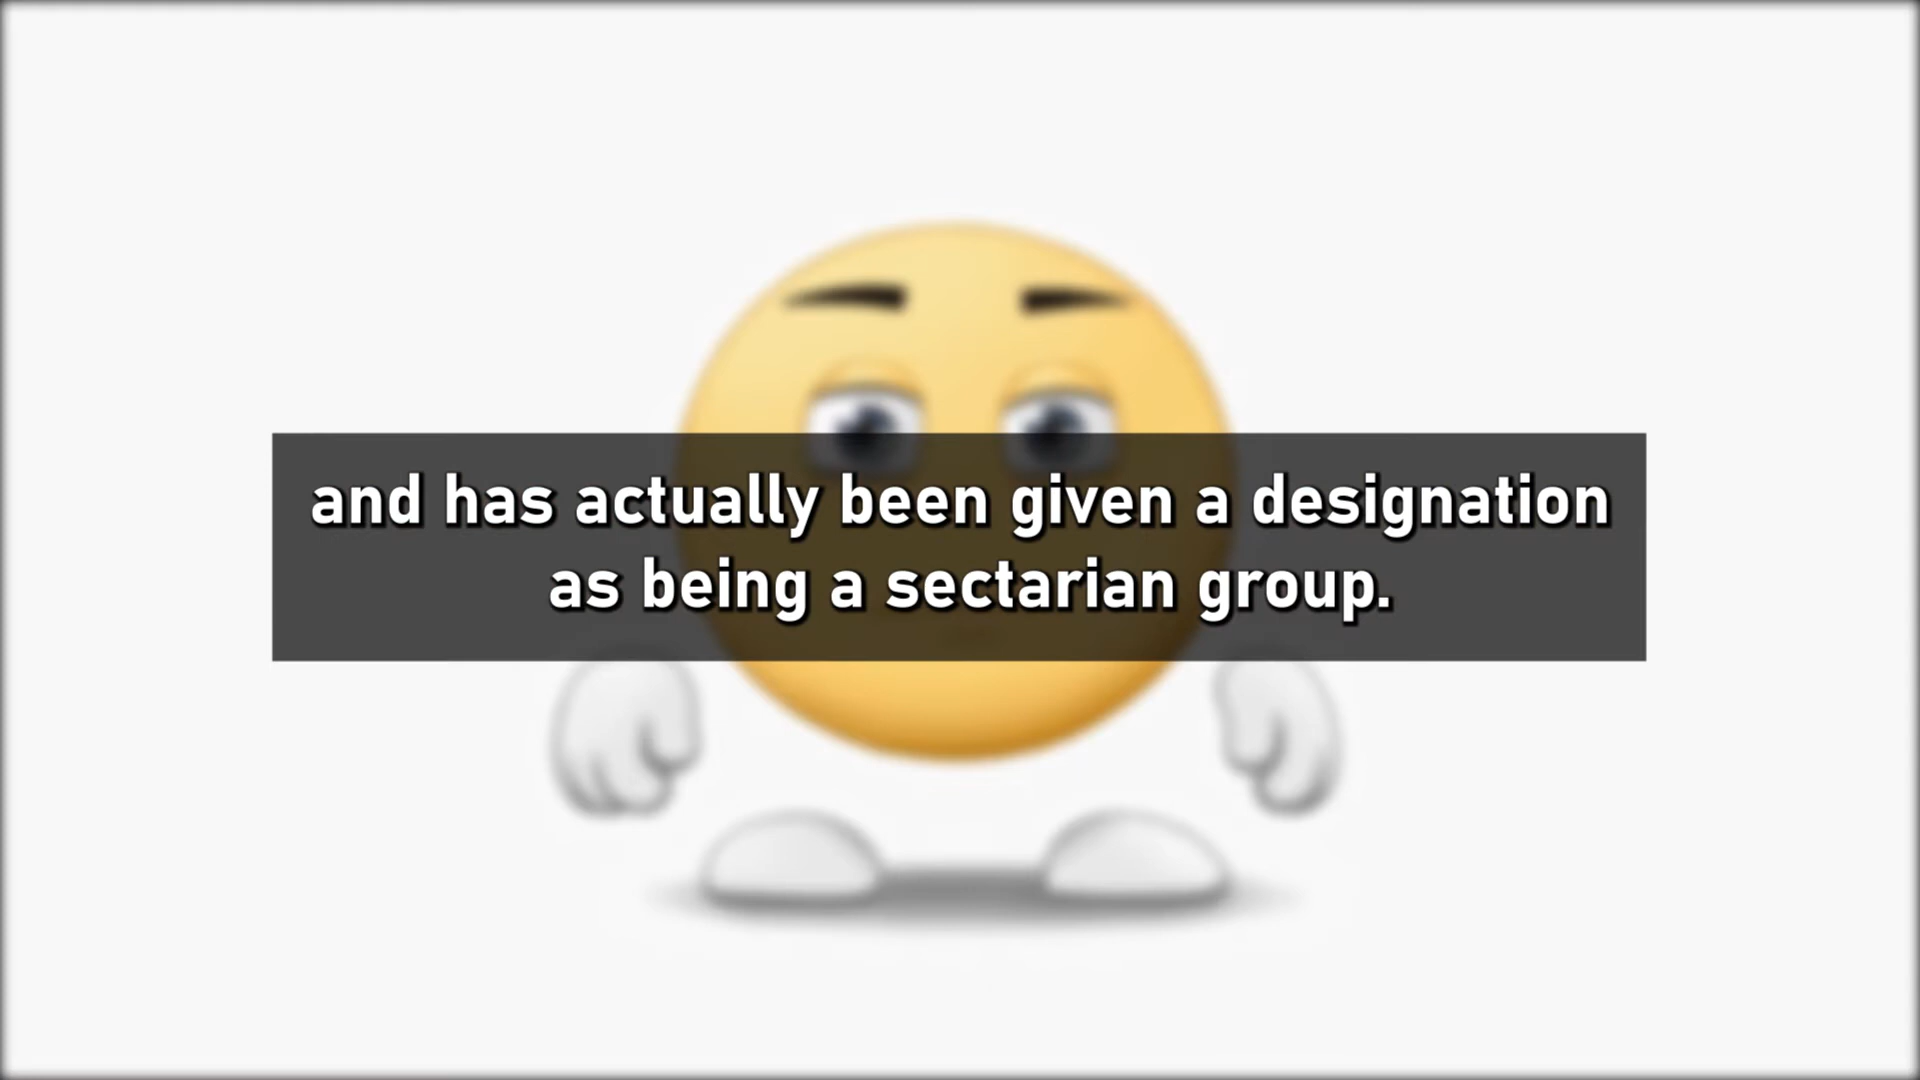 and has actually been given a designation
as being a sectarian group.